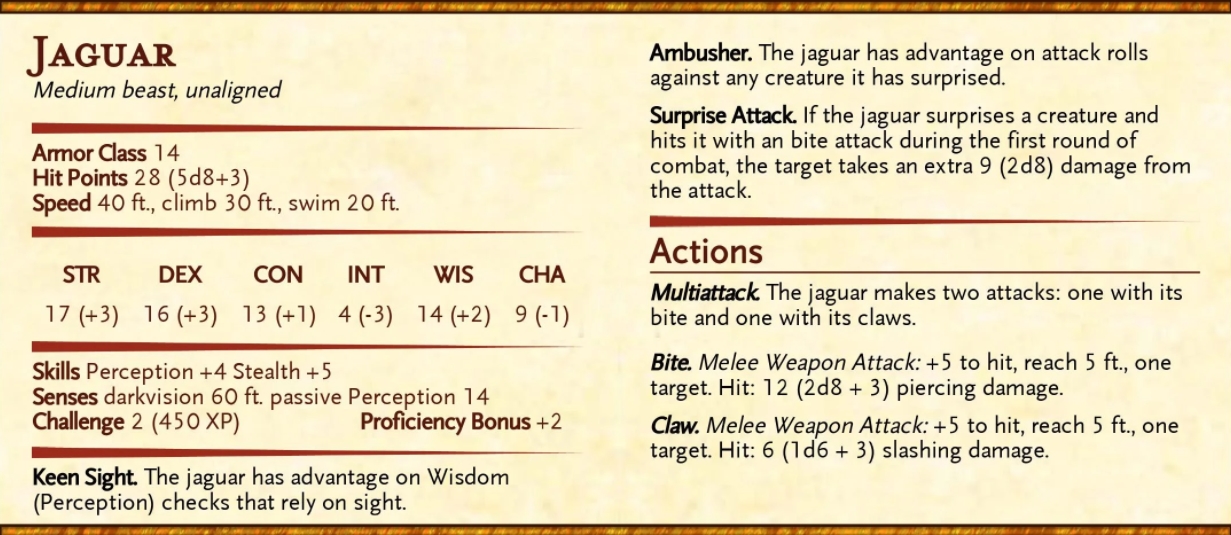 Jaguar
Medium beast, unaligned
Armor Class 14
Hit Points 28 (5d8+3)
Speed 40 ft., climb 30 ft., swim 20 ft.
STR DEX CON INT WIS CHA
17 (+3) 16 (+3) 13 (+1) 4 (-3) 14 (+2) 9 (-1)
Skills Perception +4 Stealth +5
Senses darkvision 60 ft. passive Perception 14
Challenge 2 (450 XP) Proficiency Bonus +2
Keen Sight. The jaguar has advantage on Wisdom
(Perception) checks that rely on sight.
Ambusher. The jaguar has advantage on attack rolls
against any creature it has surprised.
Surprise Attack. If the jaguar surprises a creature and
hits it with an bite attack during the first round of
combat, the target takes an extra 9 (2d8) damage from
the attack.
Actions
Multiattack. The jaguar makes two attacks: one with its
bite and one with its claws.
Bite. Melee Weapon Attack: +5 to hit, reach 5 ft., one
target. Hit: 12 (2d8 + 3) piercing damage.
Claw. Melee Weapon Attack: +5 to hit, reach 5 ft., one
target. Hit: 6 (1d6 + 3) slashing damage.